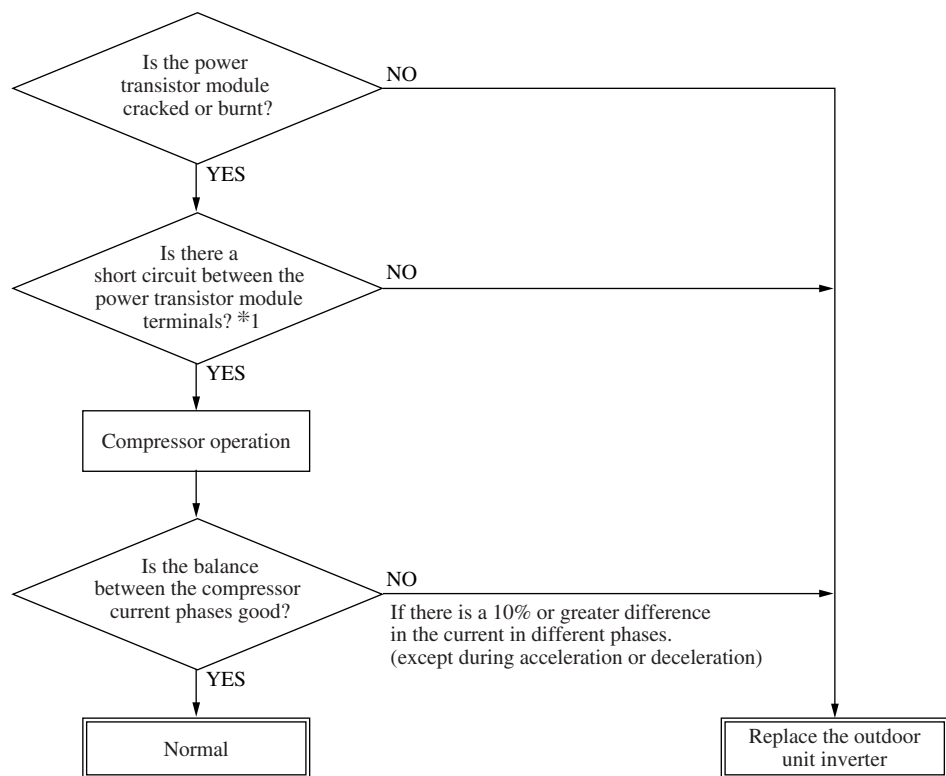 Is the power
transistor module
cracked or burnt?
NO
YES
Is there a
short circuit between the
power transistor module
terminals? *1
NO
YES
Compressor operation
Is the balance
between the compressor
current phases good?
NO
If there is a 10% or greater difference
in the current in different phases.
(except during acceleration or deceleration)
YES
Normal
Replace the outdoor
unit inverter